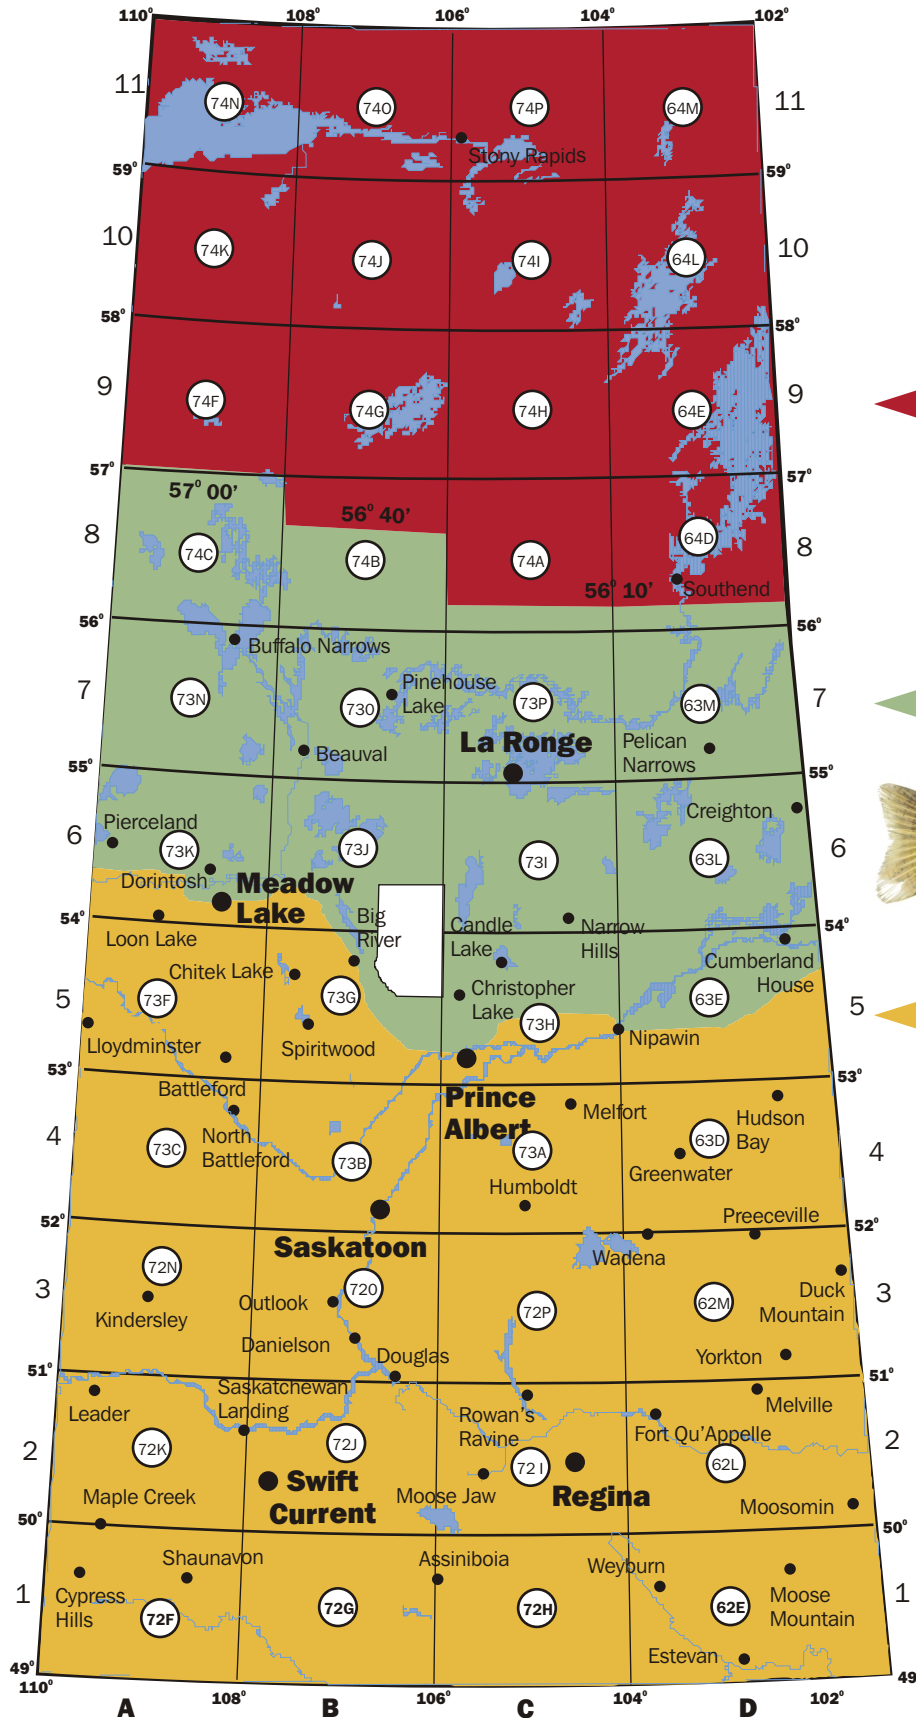 110° 108° 106° 104° 102°
11 74N 74O 74P 64M 11
Stony Rapids
59° 59°
10 74K 74J 74I 64L 10
58° 58°
9 74F 74G 74H 64E 9
57° 57°
57° 00'
56° 40'
8 74C 74B 74A 64D 8
56° 10' Southend
56° 56°
Buffalo Narrows
7 73N 73O 73P 63M 7
Pinehouse
Lake
La Ronge
Pelican
Narrows
Beauval
55° 55°
Creighton
Pierceland
6 73K 73J 73I 63L 6
Dorintosh
Meadow
Lake
54° 54°
Loon Lake
Big
River
Candle
Lake
Narrow
Hills
Cumberland
House
Chitek Lake
Christopher
Lake
5 73F 73G 73H 63E 5
Lloydminster
Spiritwood
Nipawin
53° 53°
Battleford
Prince
Albert
Melfort
Hudson
Bay
North
Battleford
4 73C 73B 73A 63D 4
Greenwater
Humboldt
52° 52°
Preeceville
Saskatoon
Wadena
3 72N 72O 72P 62M 3
Kindersley
Outlook
Duck
Mountain
Danielson
Douglas
Yorkton
51° 51°
Leader
Saskatchewan
Landing
Rowan's
Ravine
Melville
Fort Qu'Appelle
2 72K 72J 72 I 62L 2
Swift
Current
Moose Jaw
Regina
Maple Creek
Moosomin
50° 50°
Shaunavon
Assiniboia
Weyburn
Cypress
Hills
Moose
Mountain
1 72F 72G 72H 62E 1
Estevan
49° 49
110° 108° 106° 104° 102°
A B C D